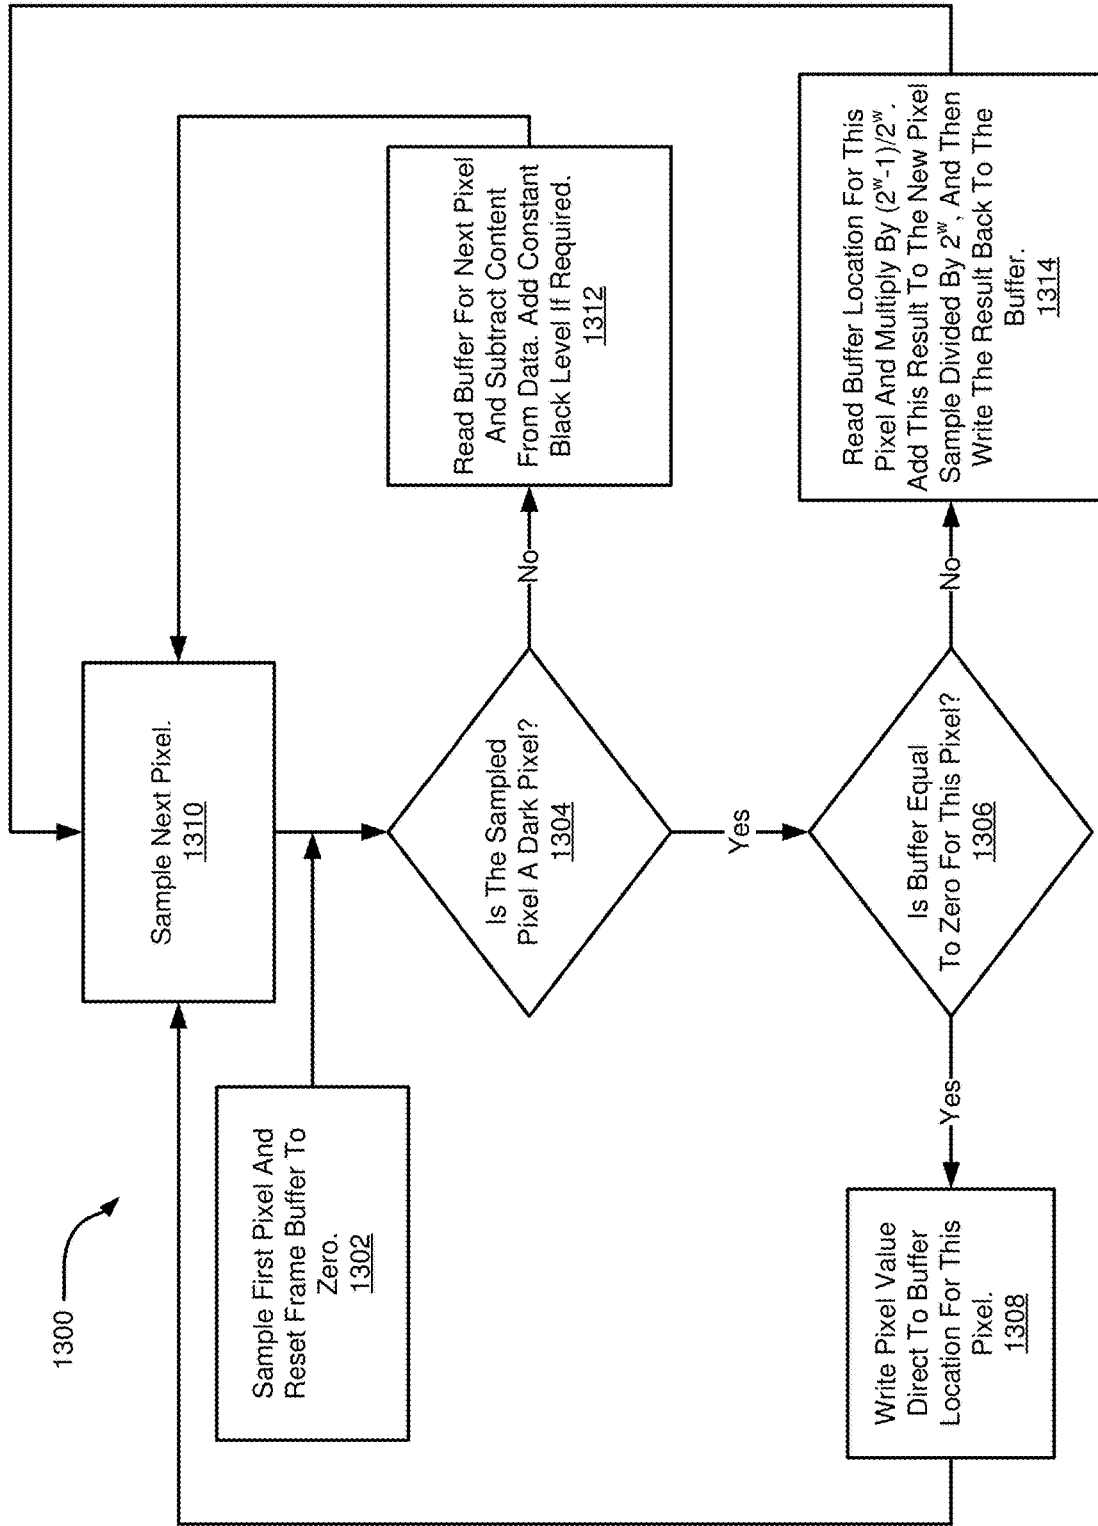 1300
Sample First Pixel And
Reset Frame Buffer To
Zero.
1302
Sample Next Pixel.
1310
Is The Sampled
Pixel A Dark Pixel?
1304
No
Read Buffer For Next Pixel
And Subtract Content
From Data. Add Constant
Black Level If Required.
1312
Yes
Is Buffer Equal
To Zero For This Pixel?
1306
Yes
Write Pixel Value
Direct To Buffer
Location For This
Pixel.
1308
No
Read Buffer Location For This
Pixel And Multiply By (2ʷ-1)/2ʷ.
Add This Result To The New Pixel
Sample Divided By 2ʷ, And Then
Write The Result Back To The
Buffer.
1314